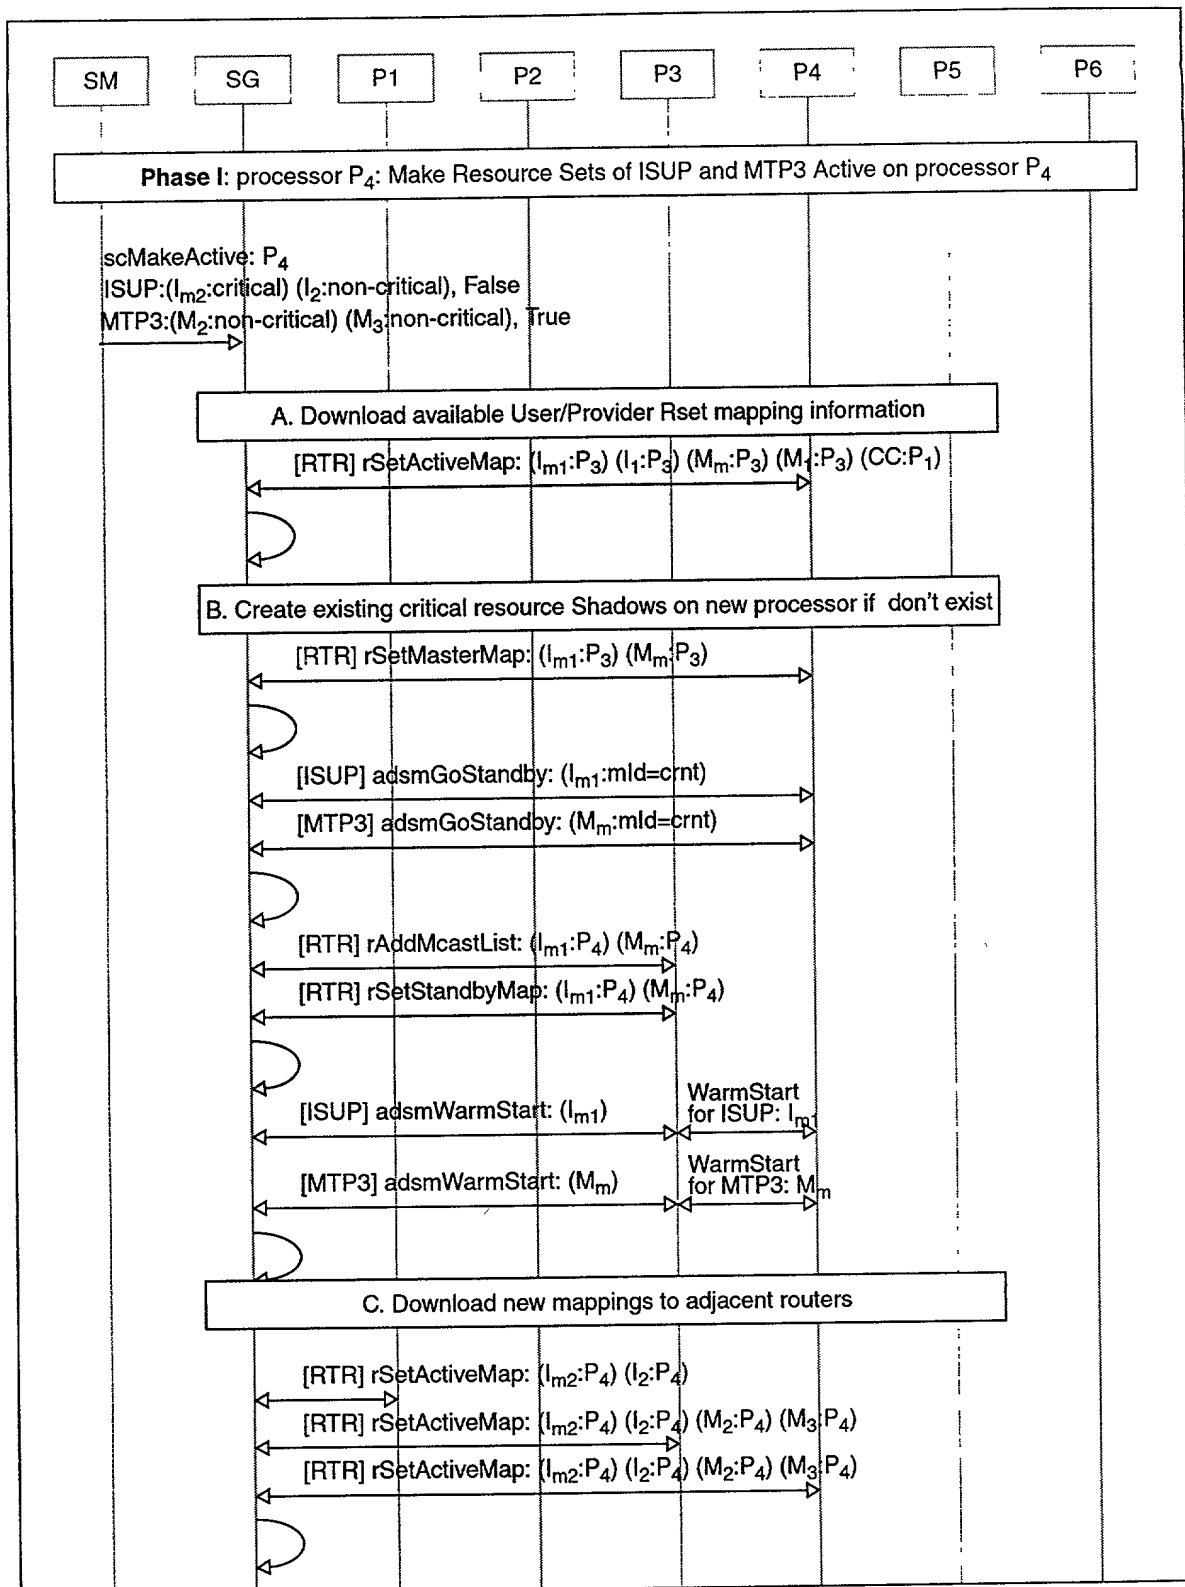 SM SG P1 P2 P3 P4 P5 P6
Phase I: processor P4: Make Resource Sets of ISUP and MTP3 Active on processor P4
scMakeActive: P4
ISUP:(Im2:critical) (I2:non-critical), False
MTP3:(M2:non-critical) (M3:non-critical), True
A. Download available User/Provider Rset mapping information
[RTR] rSetActiveMap: (Im1:P3) (I1:P3) (Mm:P3) (M1:P3) (CC:P1)
B. Create existing critical resource Shadows on new processor if don't exist
[RTR] rSetMasterMap: (Im1:P3) (Mm:P3)
[ISUP] adsmGoStandby: (Im1:mId=crnt)
[MTP3] adsmGoStandby: (Mm:mId=crnt)
[RTR] rAddMcastList: (Im1:P4) (Mm:P4)
[RTR] rSetStandbyMap: (Im1:P4) (Mm:P4)
WarmStart
for ISUP: Im1
[ISUP] adsmWarmStart: (Im1)
WarmStart
for MTP3: Mm
[MTP3] adsmWarmStart: (Mm)
C. Download new mappings to adjacent routers
[RTR] rSetActiveMap: (Im2:P4) (I2:P4)
[RTR] rSetActiveMap: (Im2:P4) (I2:P4) (M2:P4) (M3:P4)
[RTR] rSetActiveMap: (Im2:P4) (I2:P4) (M2:P4) (M3:P4)